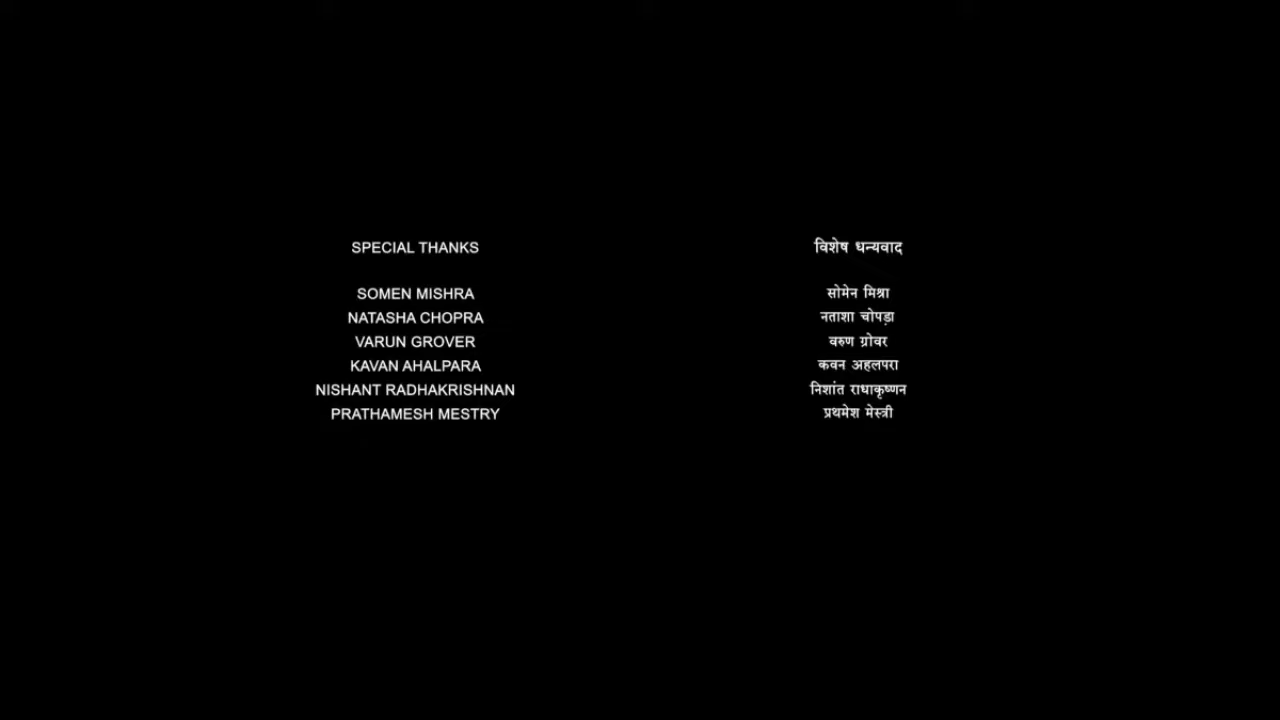 SPECIAL THANKS विशेष धन्यवाद
SOMEN MISHRA सोमेन मिश्रा
NATASHA CHOPRA नताशा चोपड़ा
VARUN GROVER वरुण ग्रोवर
KAVAN AHALPARA कवन अहलपरा
NISHANT RADHAKRISHNAN निशांत राधाकृष्णन
PRATHAMESH MESTRY प्रथमेश मेस्त्री